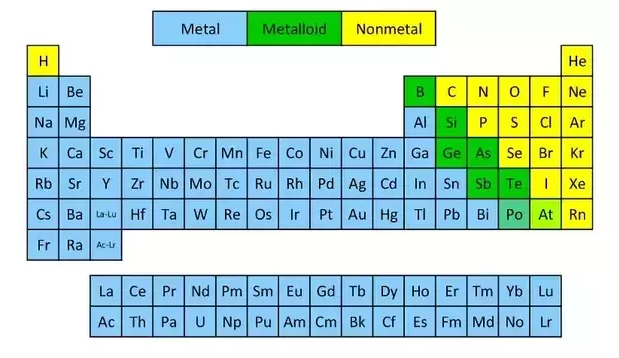 Metal Metalloid Nonmetal
H He
Li Be B C N O F Ne
Na Mg Al Si P S Cl Ar
K Ca Sc Ti V Cr Mn Fe Co Ni Cu Zn Ga Ge As Se Br Kr
Rb Sr Y Zr Nb Mo Tc Ru Rh Pd Ag Cd In Sn Sb Te I Xe
Cs Ba La-Lu Hf Ta W Re Os Ir Pt Au Hg Tl Pb Bi Po At Rn
Fr Ra Ac-Lr
La Ce Pr Nd Pm Sm Eu Gd Tb Dy Ho Er Tm Yb Lu
Ac Th Pa U Np Pu Am Cm Bk Cf Es Fm Md No Lr